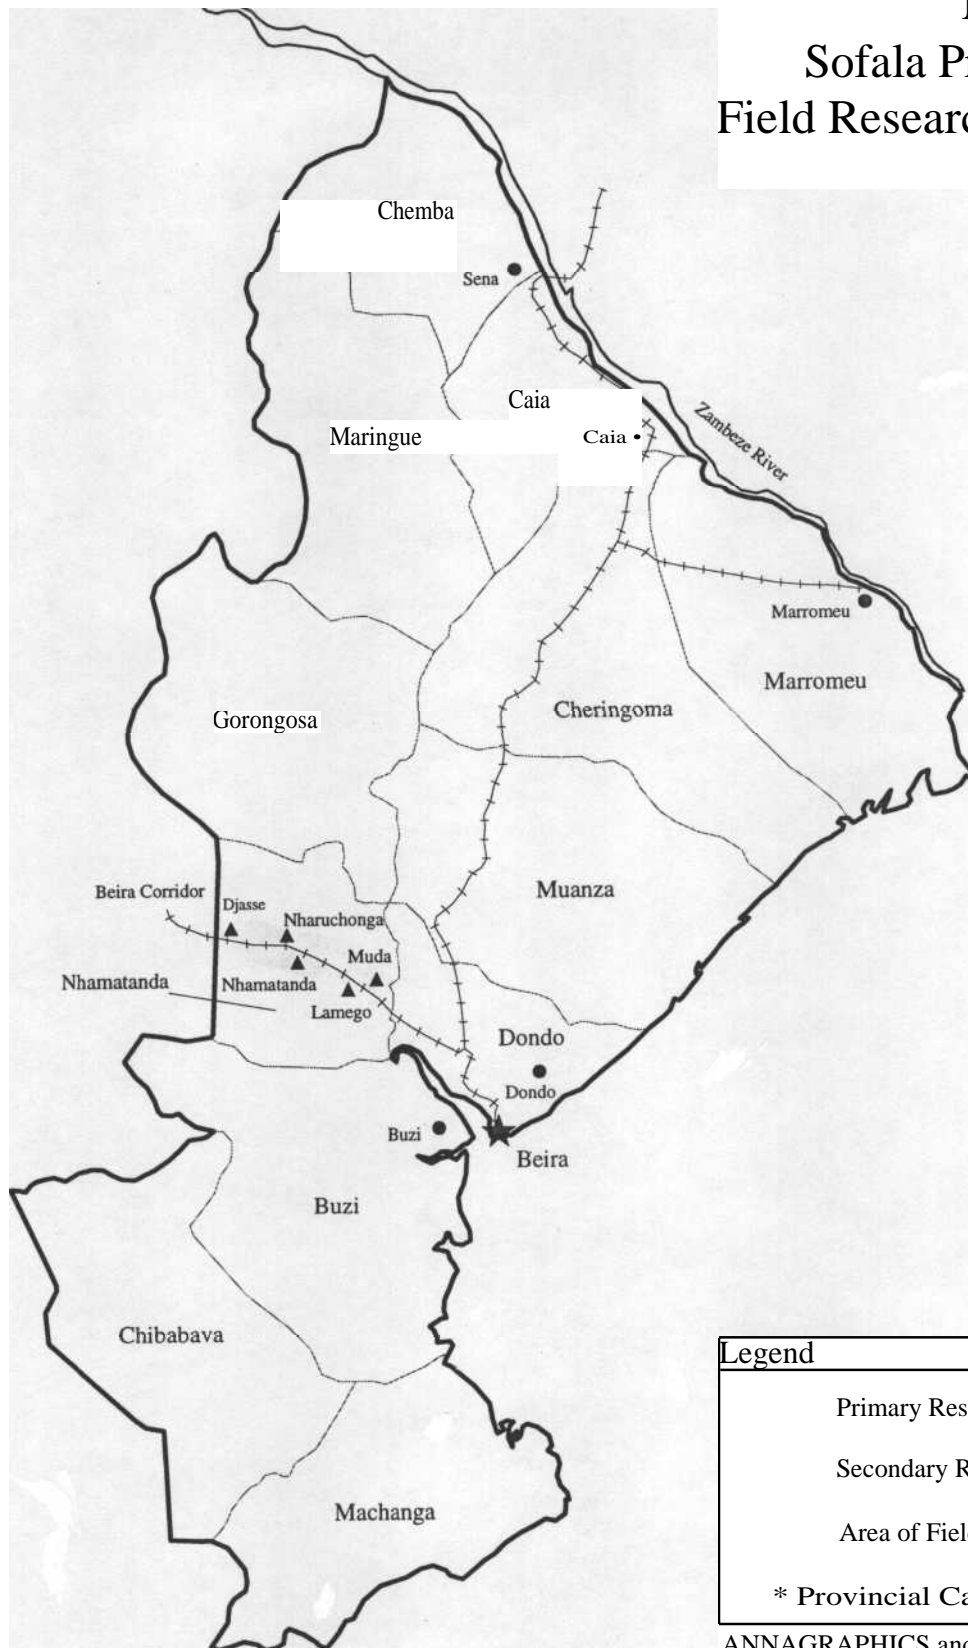 Sofala Pr
Field Researc
Chemba
Sena
Caia
Maringue
Caia
Zambeze River
Marromeu
Marromeu
Cheringoma
Gorongosa
Muanza
Beira Corridor
Djasse
Nharuchonga
Muda
Nhamatanda
Nhamatanda
Lamego
Dondo
Dondo
Buzi
Beira
Buzi
Chibabava
Machanga
Legend
Primary Res
Secondary R
Area of Fiel
* Provincial Ca
ANNAGRAPHICS and